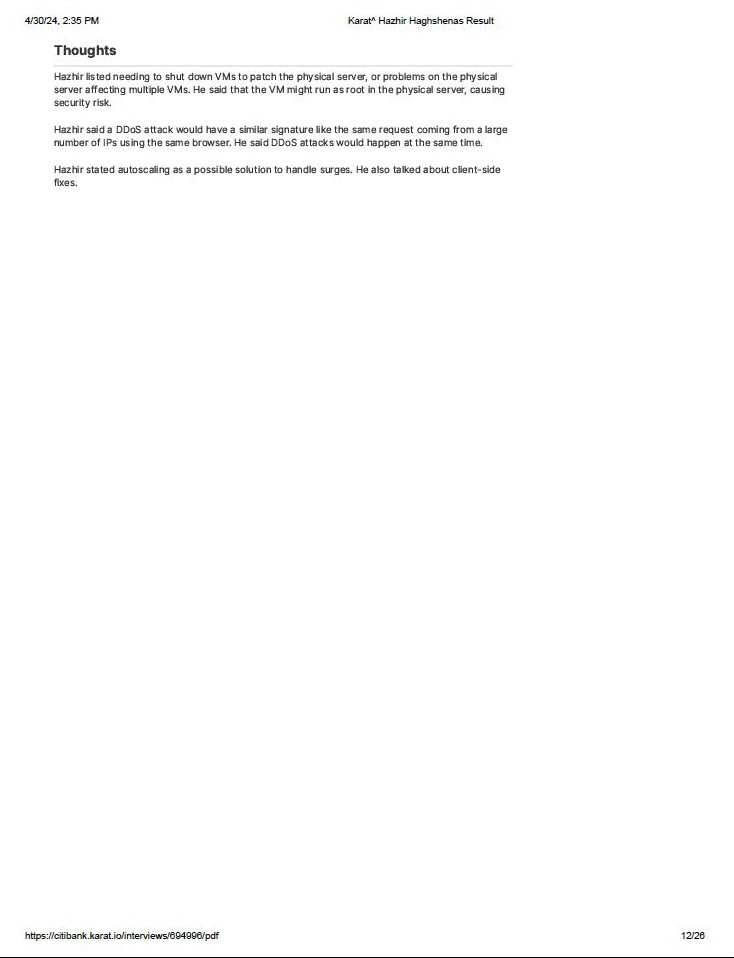 4/30/24, 2:35 PM
Karat^ Hazhir Haghshenas Result
Thoughts
Hazhir listed needing to shut down VMs to patch the physical server, or problems on the physical
server affecting multiple VMs. He said that the VM might run as root in the physical server, causing
security risk.
Hazhir said a DDoS attack would have a similar signature like the same request coming from a large
number of IPs using the same browser. He said DDoS attacks would happen at the same time.
Hazhir stated autoscaling as a possible solution to handle surges. He also talked about client-side
fixes.
https://citibank.karat.io/interviews/694996/pdf
12/26